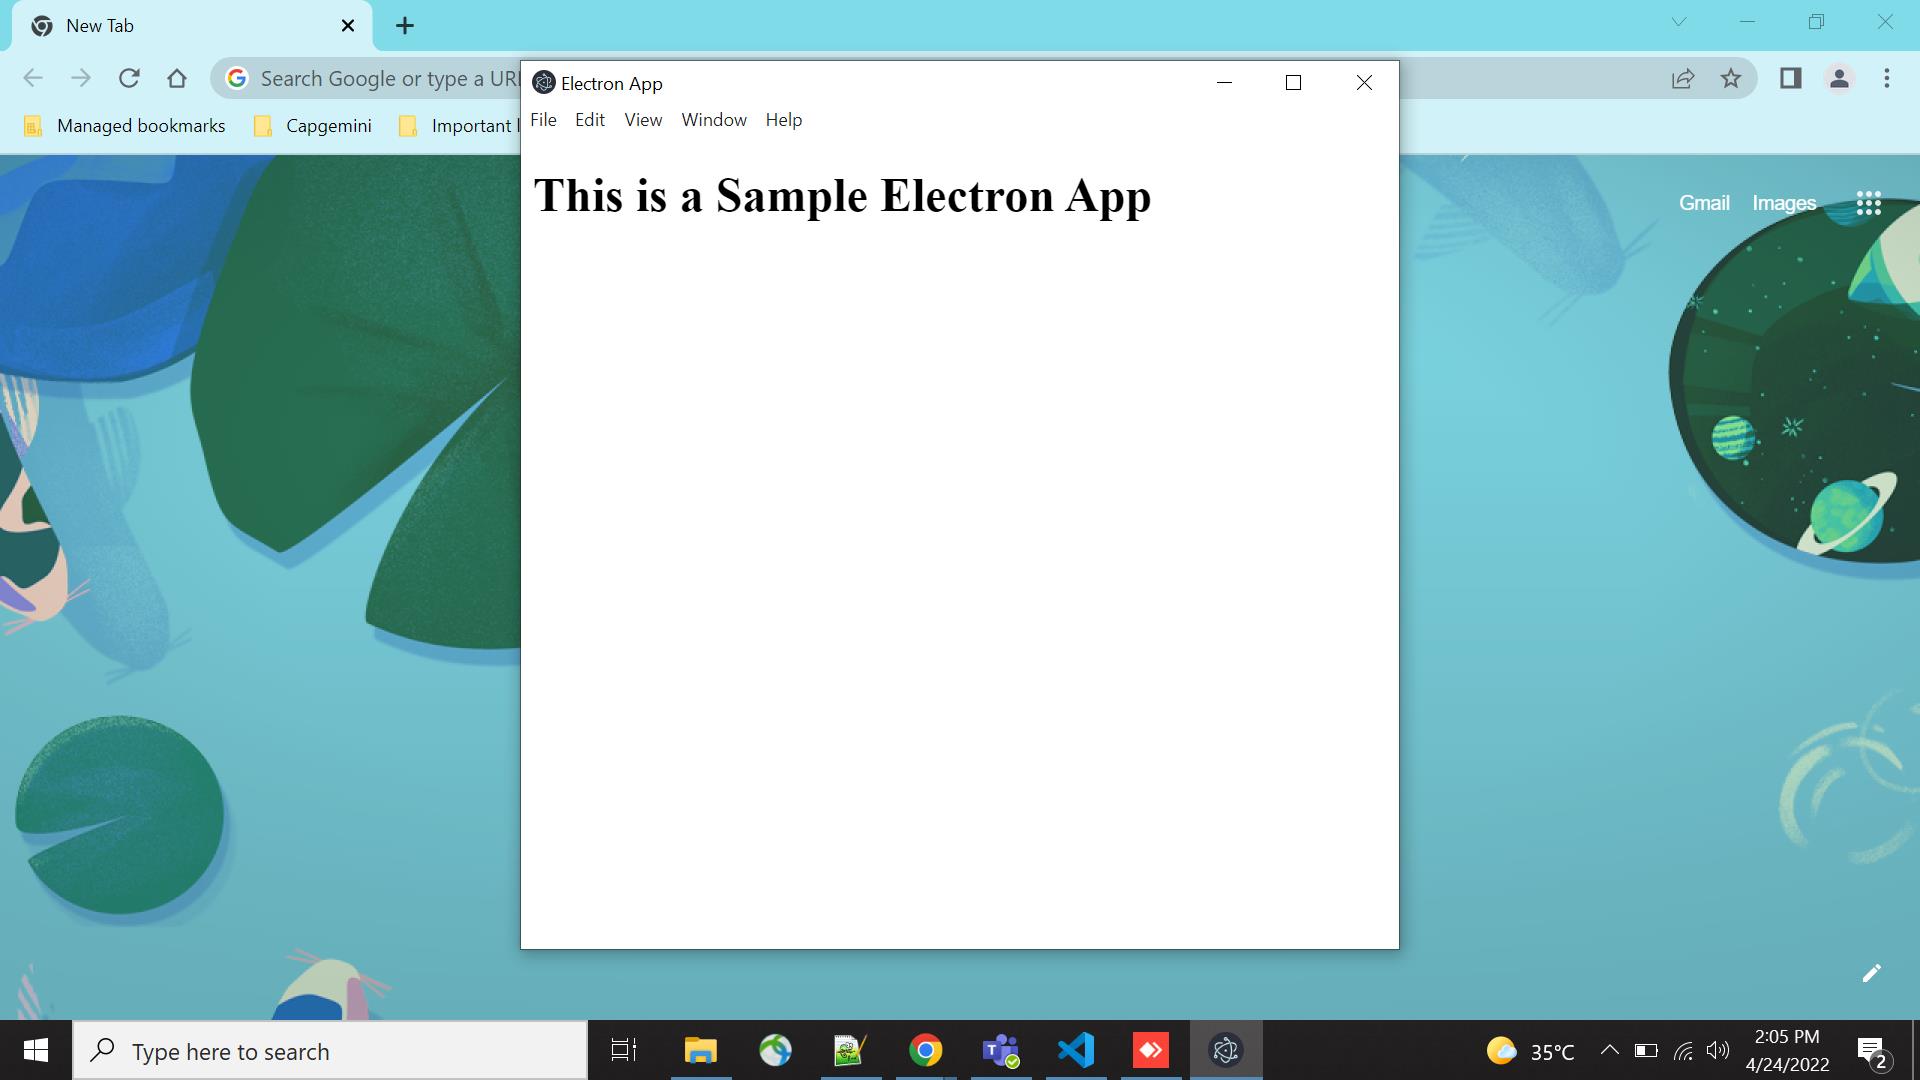 New Tab
Search Google or type a URL
Electron App
Managed bookmarks Capgemini Important
File Edit View Window Help
This is a Sample Electron App
Gmail Images
Type here to search
35°C
2:05 PM
4/24/2022
2